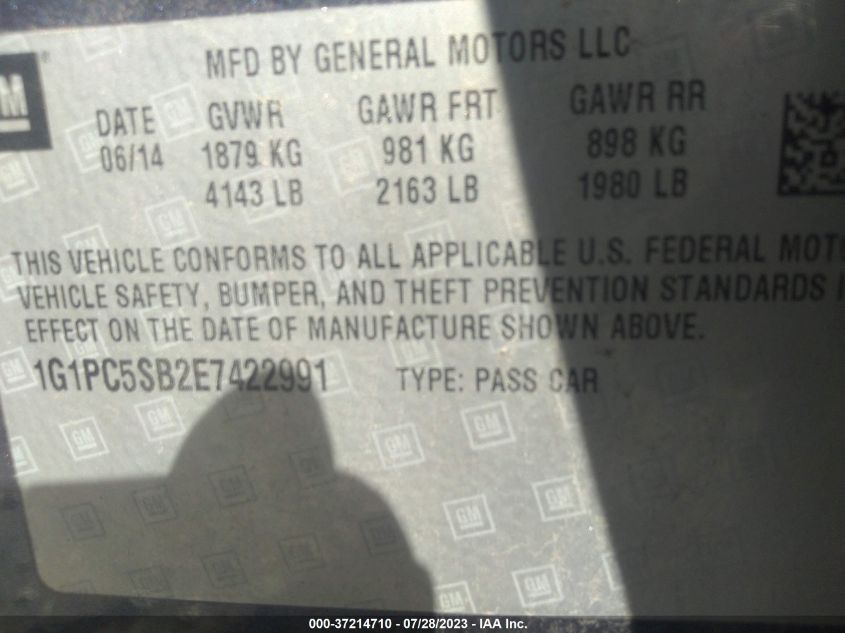 MFD BY GENERAL MOTORS LLC
GM
DATE GVWR GAWR FRT GAWR RR
06/14 1879 KG 981 KG 898 KG
4143 LB 2163 LB 1980 LB
THIS VEHICLE CONFORMS TO ALL APPLICABLE U.S. FEDERAL MOTO
VEHICLE SAFETY, BUMPER, AND THEFT PREVENTION STANDARDS I
EFFECT ON THE DATE OF MANUFACTURE SHOWN ABOVE.
1G1PC5SB2E7422991 TYPE: PASS CAR
000-37214710 / 07/28/2023 - IAA Inc.